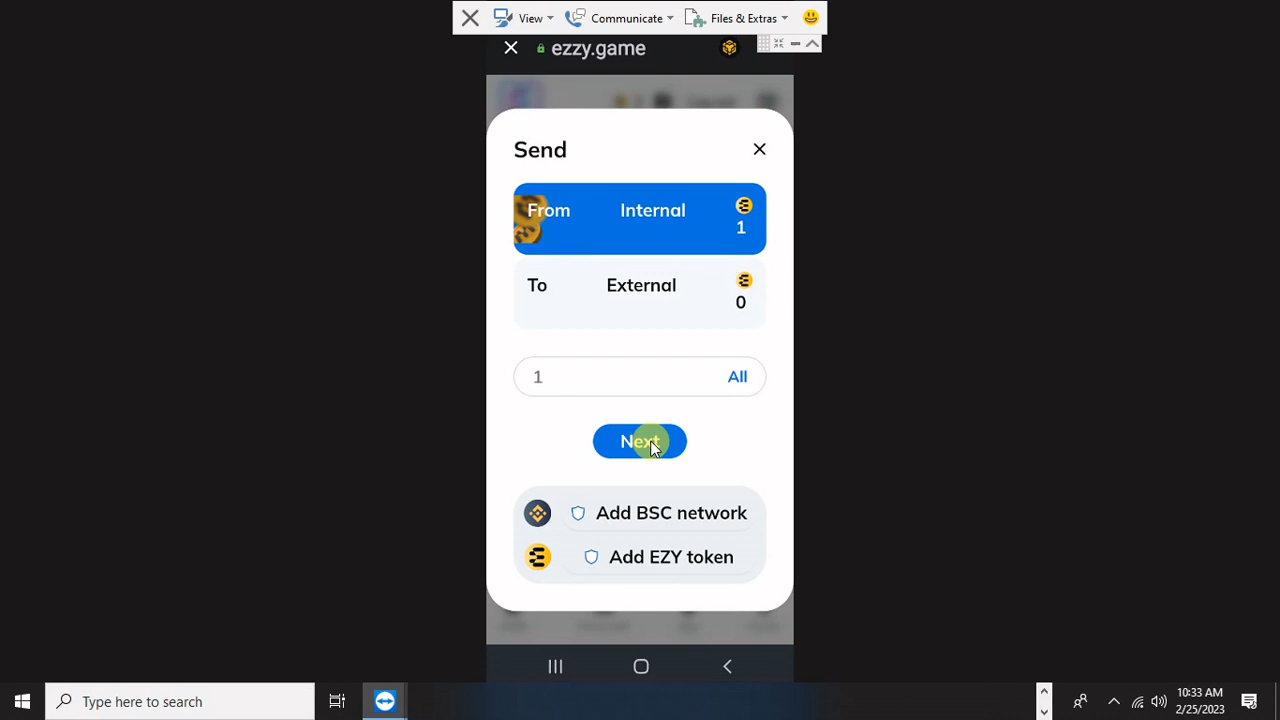 View Communicate Files & Extras
ezzy.game
Send
From Internal 1
To External 0
1 All
Next
Add BSC network
Add EZY token
Type here to search
10:33 AM
2/25/2023